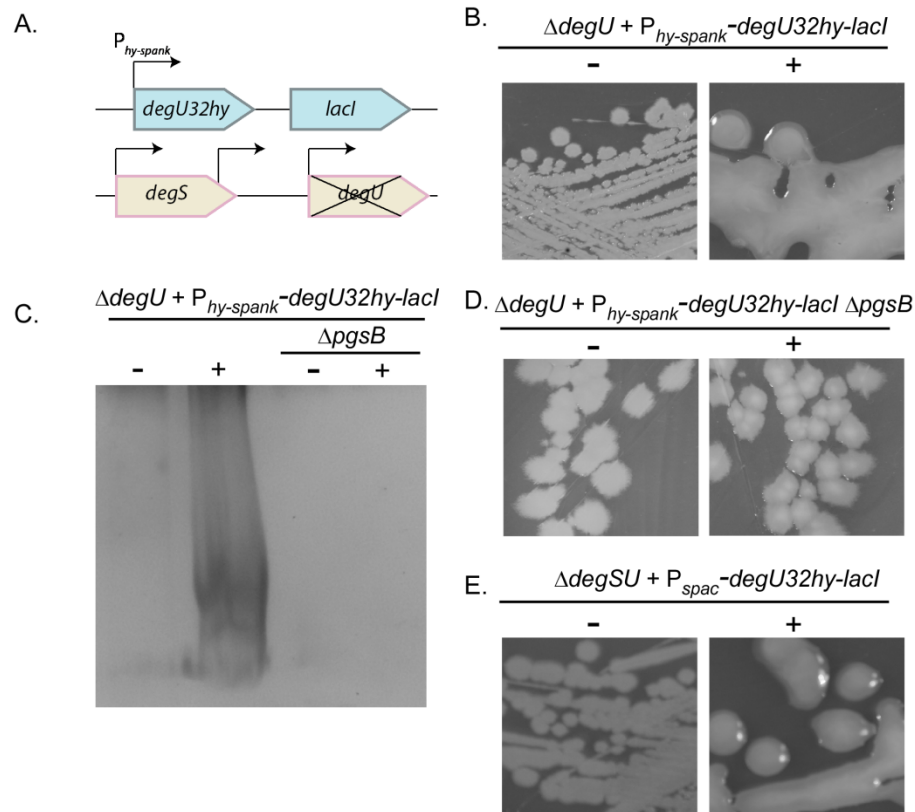 A.
P hy-spank
degU32hy
lacI
degS
degU
B.
ΔdegU + P hy-spank-degU32hy-lacI
- +
C.
ΔdegU + P hy-spank-degU32hy-lacI
ΔpgsB
- + - +
D.
ΔdegU + P hy-spank-degU32hy-lacI ΔpgsB
- +
E.
ΔdegSU + P spac-degU32hy-lacI
- +